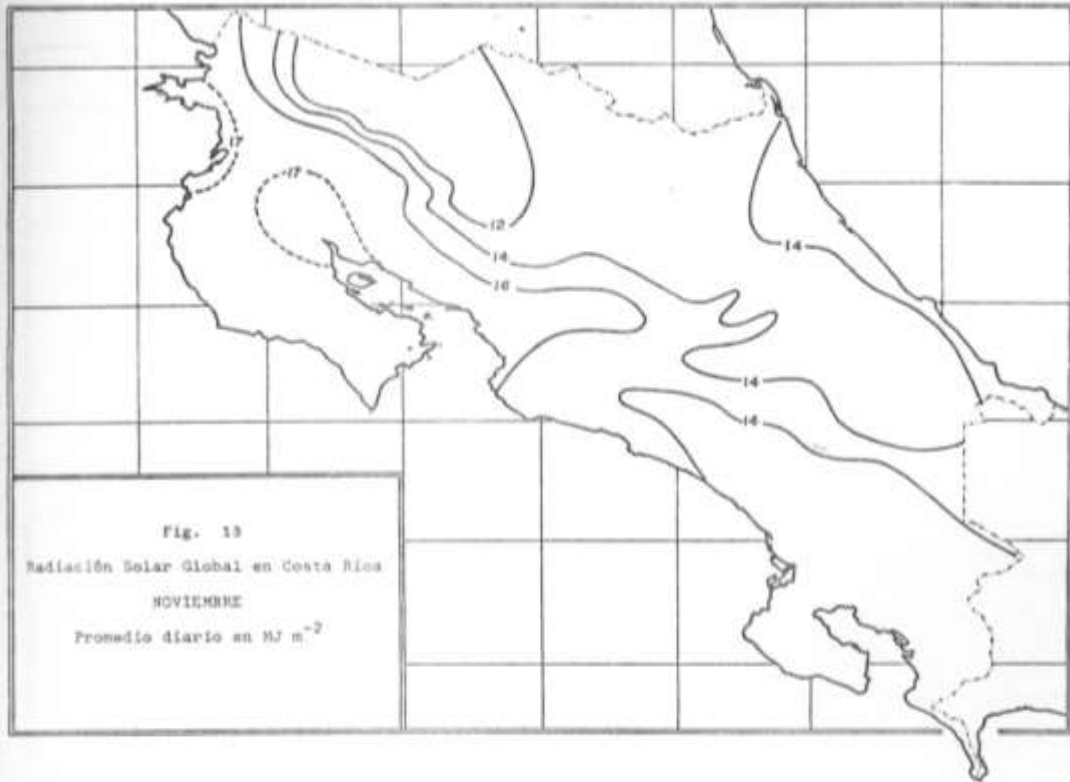 17
17
12
14
14
16
14
14
Fig. 13
Radiación Solar Global en Costa Rica
NOVIEMBRE
Promedio diario en MJ m⁻²